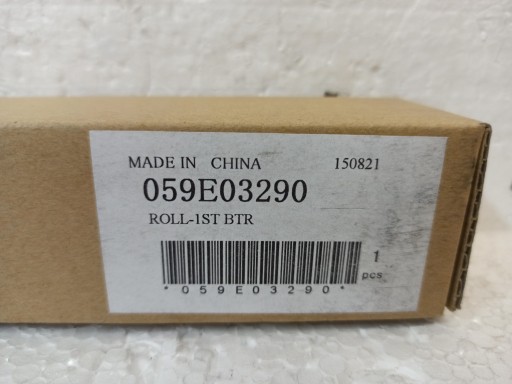 MADE IN CHINA 150821
059E03290
ROLL-1ST BTR
1
pcs
*059E03290*